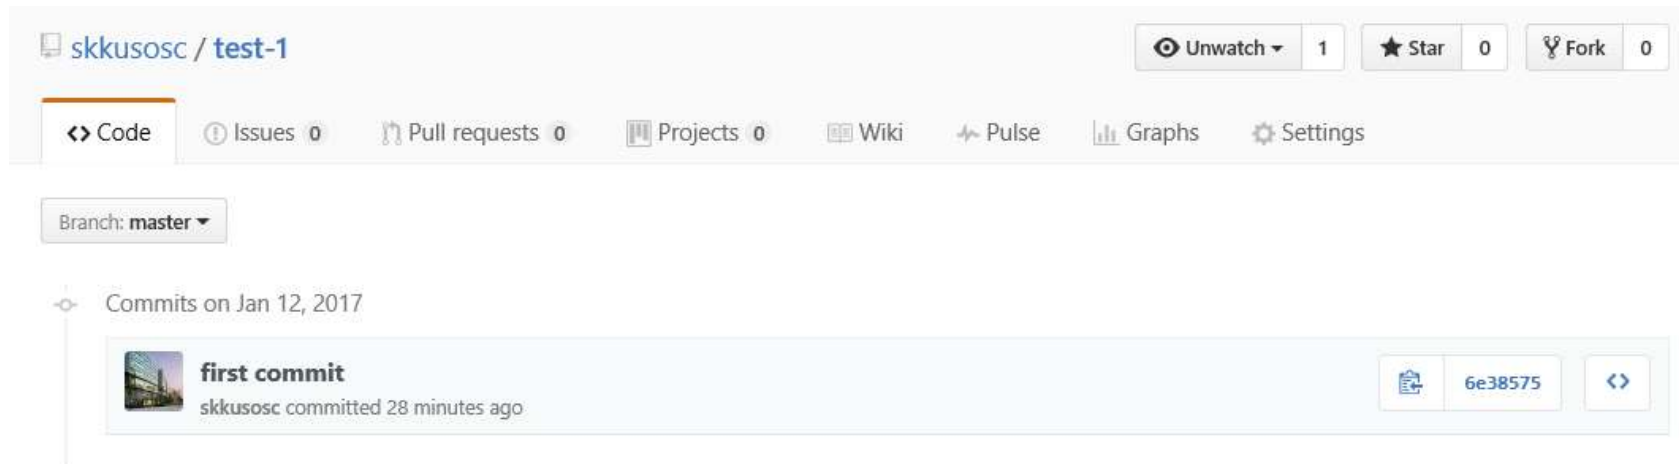 skkusosc / test-1
Unwatch 1 Star 0 Fork 0
Code Issues 0 Pull requests 0 Projects 0 Wiki Pulse Graphs Settings
Branch: master
Commits on Jan 12, 2017
first commit
6e38575
skkusosc committed 28 minutes ago